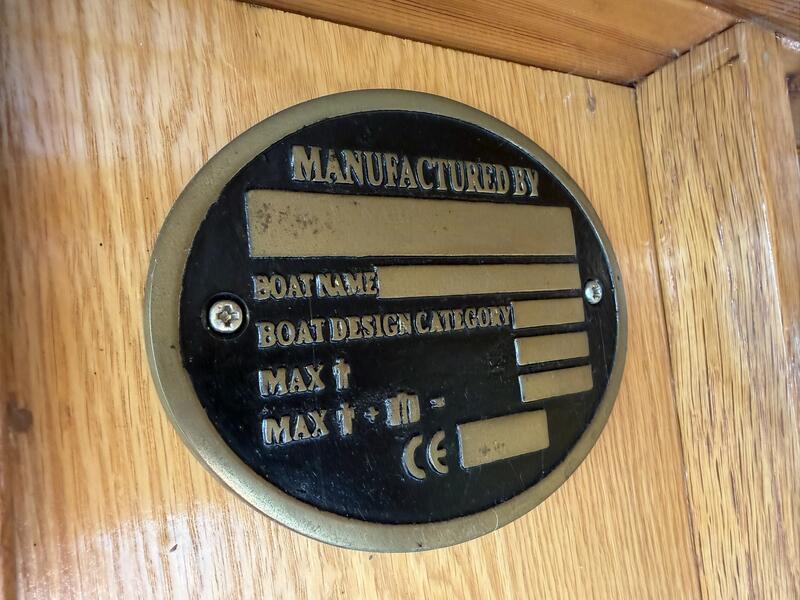 MANUFACTURED BY
BOAT NAME
BOAT DESIGN CATEGORY
MAX
MAX + =
CE